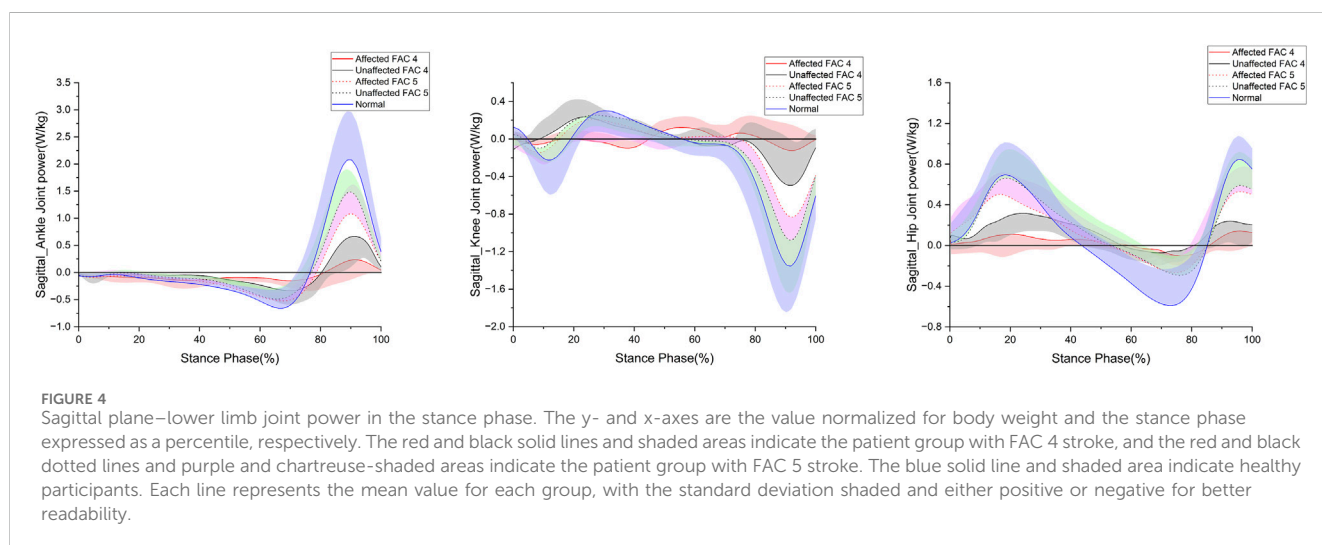 Affected FAC 4
Unaffected FAC 4
Affected FAC 5
Unaffected FAC 5
Normal
3.5
3.0
2.5
2.0
1.5
1.0
0.5
0.0
−0.5
−1.0
Sagittal_Ankle Joint power(W/kg)
0 20 40 60 80 100
Stance Phase(%)
Affected FAC 4
Unaffected FAC 4
Affected FAC 5
Unaffected FAC 5
Normal
0.4
0.0
−0.4
−0.8
−1.2
−1.6
−2.0
Sagittal_Knee Joint power(W/kg)
0 20 40 60 80 100
Stance Phase(%)
Affected FAC 4
Unaffected FAC 4
Affected FAC 5
Unaffected FAC 5
Normal
1.6
1.2
0.8
0.4
0.0
−0.4
−0.8
Sagittal_Hip Joint power(W/kg)
0 20 40 60 80 100
Stance Phase(%)
FIGURE 4
Sagittal plane–lower limb joint power in the stance phase. The y- and x-axes are the value normalized for body weight and the stance phase
expressed as a percentile, respectively. The red and black solid lines and shaded areas indicate the patient group with FAC 4 stroke, and the red and black
dotted lines and purple and chartreuse-shaded areas indicate the patient group with FAC 5 stroke. The blue solid line and shaded area indicate healthy
participants. Each line represents the mean value for each group, with the standard deviation shaded and either positive or negative for better
readability.